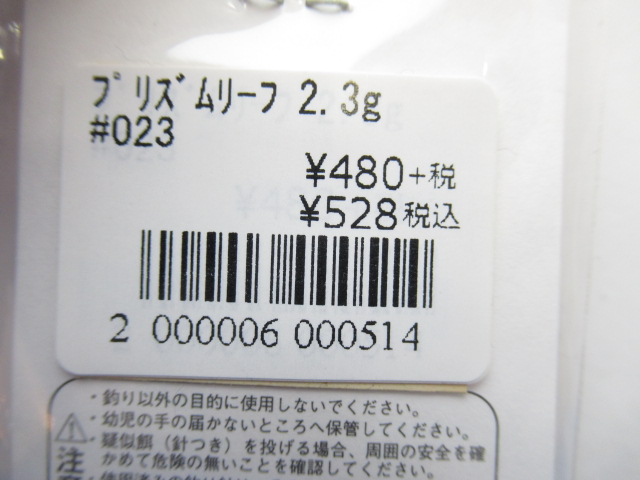 プリズムリーフ 2.3g
#023
¥480+税
¥528税込
2 000006 000514
・釣り以外の目的に使用しないでください。
・幼児の手の届かないところへ保管してください。
・疑似餌（針つき）を投げる場合、周囲の安全を確
かめて危険の無いことを確認してください。
注